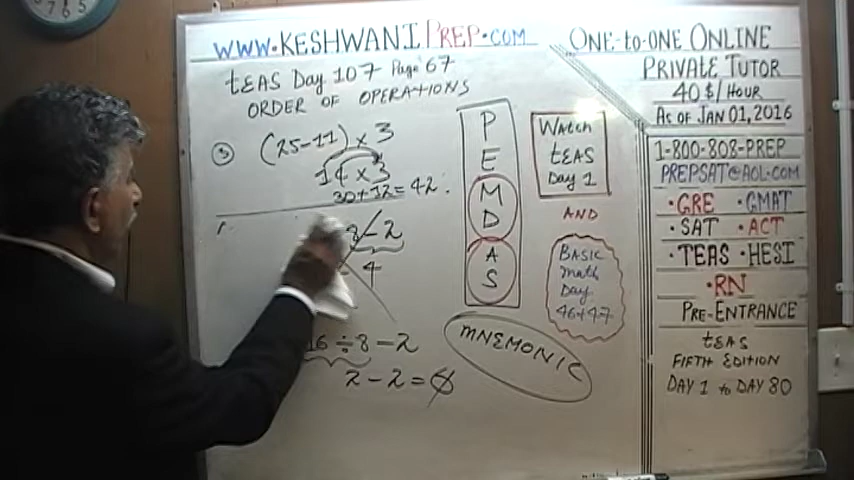 WWW.KESHWANIPREP.COM
tEAS Day 107 Page 67
ORDER OF OPERATIONS
3 (25-11) x 3
14 x 3
30+12=42.
8-2
4
16 ÷ 8 - 2
2 - 2 = 0
P
E
M
D
A
S
Watch
tEAS
Day 1
AND
BASIC
math
Day
46+47
MNEMONIC
ONE-to-ONE ONLINE
PRIVATE TUTOR
40$/HOUR
AS OF JAN 01,2016
1-800-808-PREP
PREPSAT@AOL.COM
•GRE •GMAT
•SAT •ACT
•TEAS •HESI
•RN
PRE-ENTRANCE
tEAS
FIFTH EDITION
DAY 1 to DAY 80
7 6 5